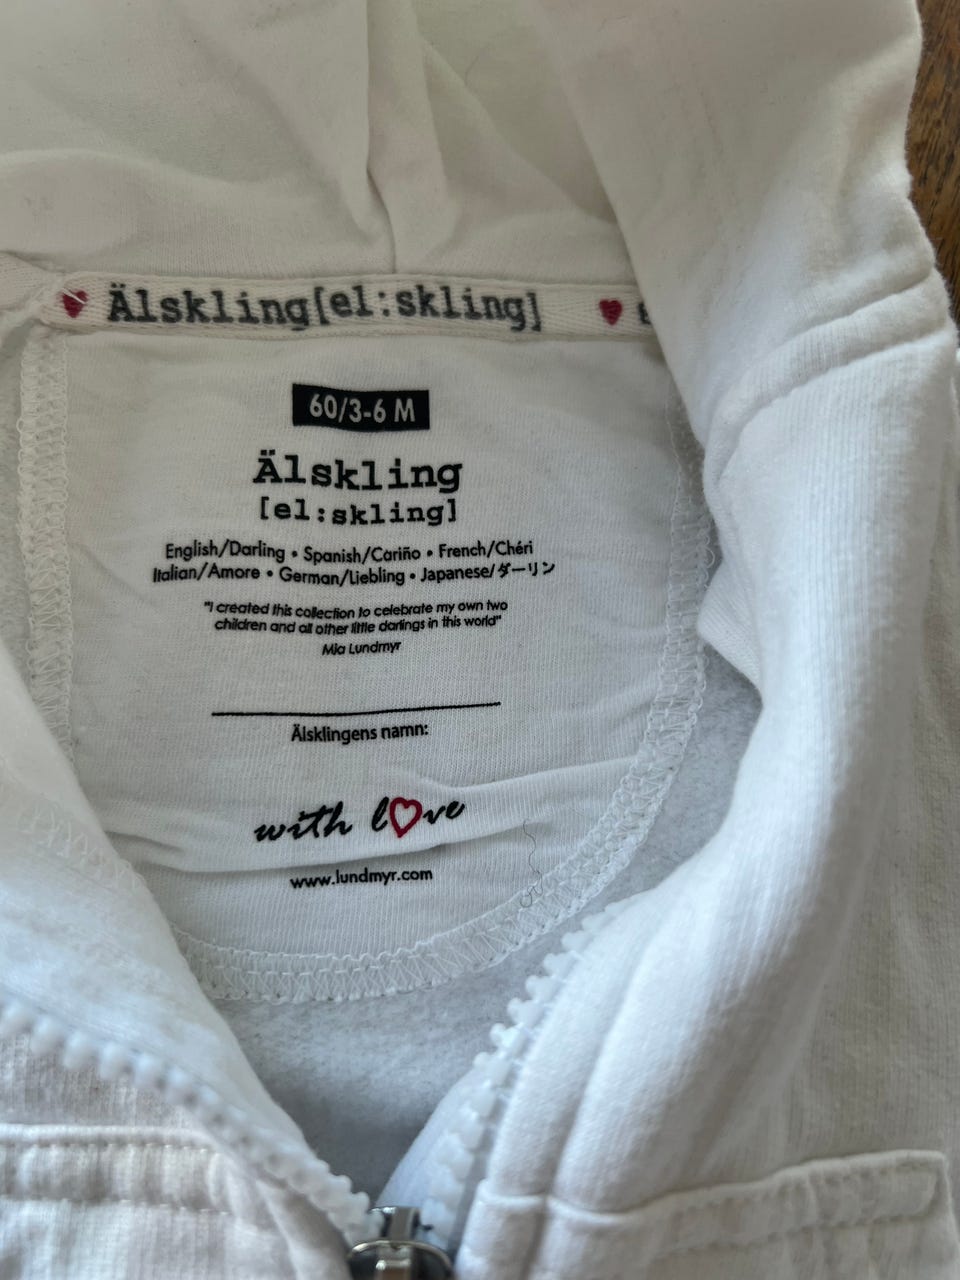 Älskling[el:skling]
60/3-6 M
Älskling
[el:skling]
English/Darling • Spanish/Cariño • French/Chéri
Italian/Amore • German/Liebling • Japanese/ダーリン
"I created this collection to celebrate my own two
children and all other little darlings in this world"
Mia Lundmyr
Älsklingens namn:
with love
www.lundmyr.com